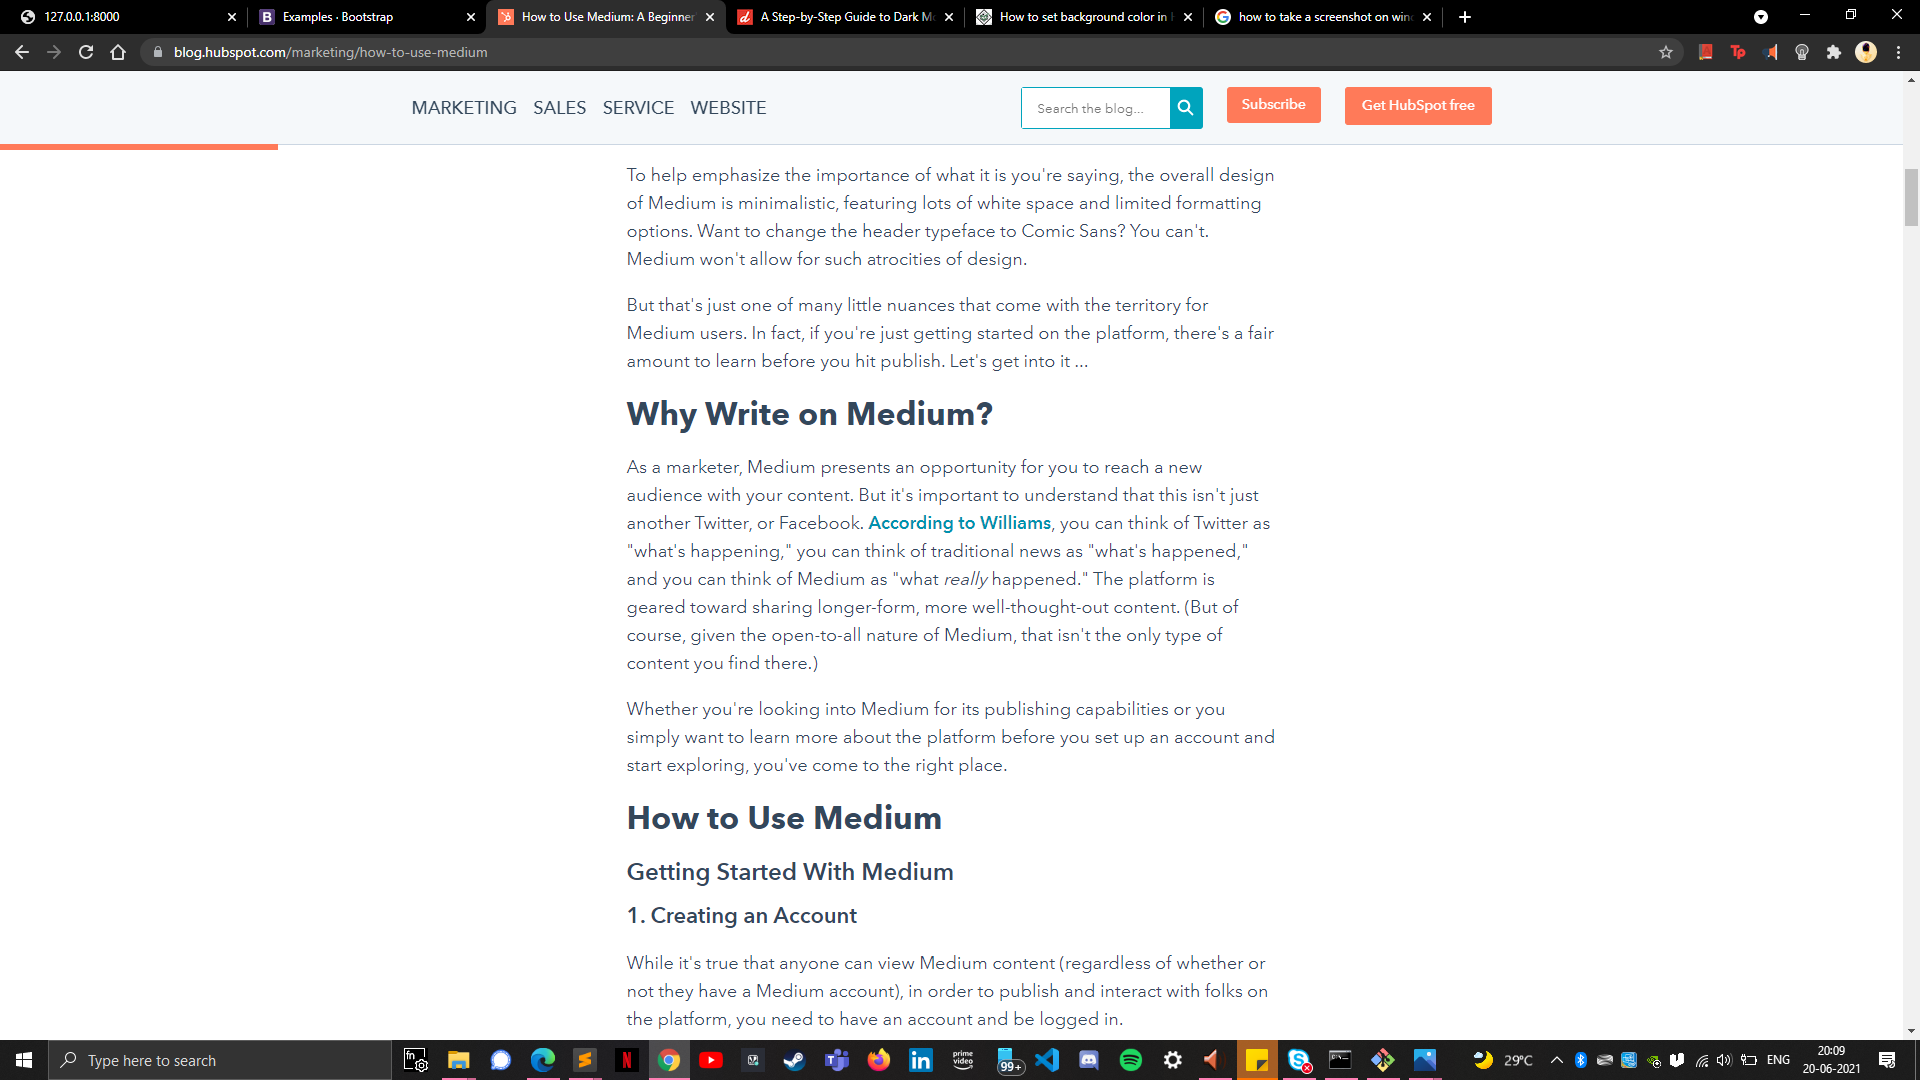 127.0.0.1:8000
Examples · Bootstrap
How to Use Medium: A Beginner'
A Step-by-Step Guide to Dark Mo
How to set background color in H
how to take a screenshot on wind
blog.hubspot.com/marketing/how-to-use-medium
MARKETING SALES SERVICE WEBSITE
Search the blog...
Subscribe
Get HubSpot free
To help emphasize the importance of what it is you're saying, the overall design
of Medium is minimalistic, featuring lots of white space and limited formatting
options. Want to change the header typeface to Comic Sans? You can't.
Medium won't allow for such atrocities of design.
But that's just one of many little nuances that come with the territory for
Medium users. In fact, if you're just getting started on the platform, there's a fair
amount to learn before you hit publish. Let's get into it ...
Why Write on Medium?
As a marketer, Medium presents an opportunity for you to reach a new
audience with your content. But it's important to understand that this isn't just
another Twitter, or Facebook. According to Williams, you can think of Twitter as
"what's happening," you can think of traditional news as "what's happened,"
and you can think of Medium as "what really happened." The platform is
geared toward sharing longer-form, more well-thought-out content. (But of
course, given the open-to-all nature of Medium, that isn't the only type of
content you find there.)
Whether you're looking into Medium for its publishing capabilities or you
simply want to learn more about the platform before you set up an account and
start exploring, you've come to the right place.
How to Use Medium
Getting Started With Medium
1. Creating an Account
While it's true that anyone can view Medium content (regardless of whether or
not they have a Medium account), in order to publish and interact with folks on
the platform, you need to have an account and be logged in.
Type here to search
fn
prime
video
99+
29°C
ENG
20:09
20-06-2021